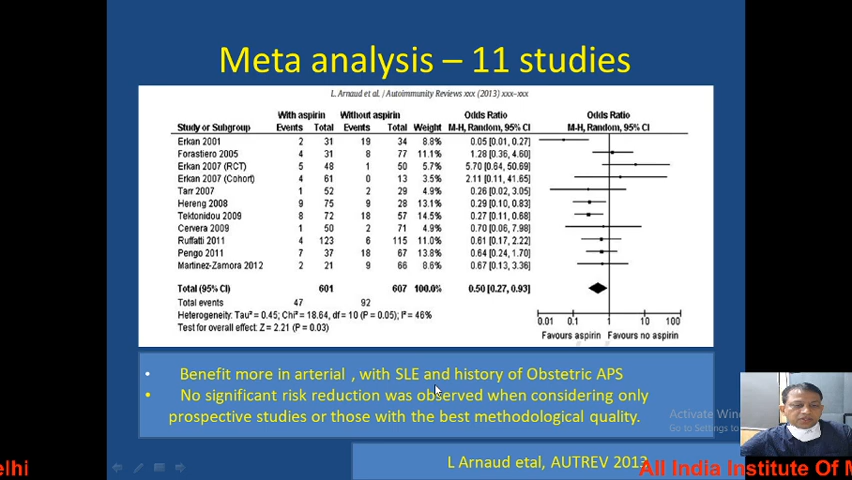 Meta analysis – 11 studies
L. Arnaud et al. / Autoimmunity Reviews xxx (2013) xxx–xxx
With aspirin Without aspirin Odds Ratio Odds Ratio
Study or Subgroup Events Total Events Total Weight M-H, Random, 95% CI M-H, Random, 95% CI
Erkan 2001 2 31 19 34 8.8% 0.05 [0.01, 0.27]
Forastiero 2005 4 31 8 77 11.1% 1.28 [0.36, 4.60]
Erkan 2007 (RCT) 5 48 1 50 5.7% 5.70 [0.64, 50.69]
Erkan 2007 (Cohort) 4 61 0 13 3.5% 2.11 [0.11, 41.65]
Tarr 2007 1 52 2 29 4.9% 0.26 [0.02, 3.05]
Hereng 2008 9 75 9 28 13.1% 0.29 [0.10, 0.83]
Tektonidou 2009 8 72 18 57 14.5% 0.27 [0.11, 0.68]
Cervera 2009 1 50 2 71 4.9% 0.70 [0.06, 7.98]
Ruffatti 2011 4 123 6 115 11.0% 0.61 [0.17, 2.22]
Pengo 2011 7 37 18 67 13.8% 0.64 [0.24, 1.70]
Martinez-Zamora 2012 2 21 9 66 8.6% 0.67 [0.13, 3.36]
Total (95% CI) 601 607 100.0% 0.50 [0.27, 0.93]
Total events 47 92
Heterogeneity: Tau² = 0.45; Chi² = 18.64, df = 10 (P = 0.05); I² = 46%
Test for overall effect: Z = 2.21 (P = 0.03)
0.01 0.1 1 10 100
Favours aspirin Favours no aspirin
• Benefit more in arterial , with SLE and history of Obstetric APS
• No significant risk reduction was observed when considering only
prospective studies or those with the best methodological quality.
Activate Win
Go to Settings to
L Arnaud etal, AUTREV 2013
elhi
All India Institute Of M